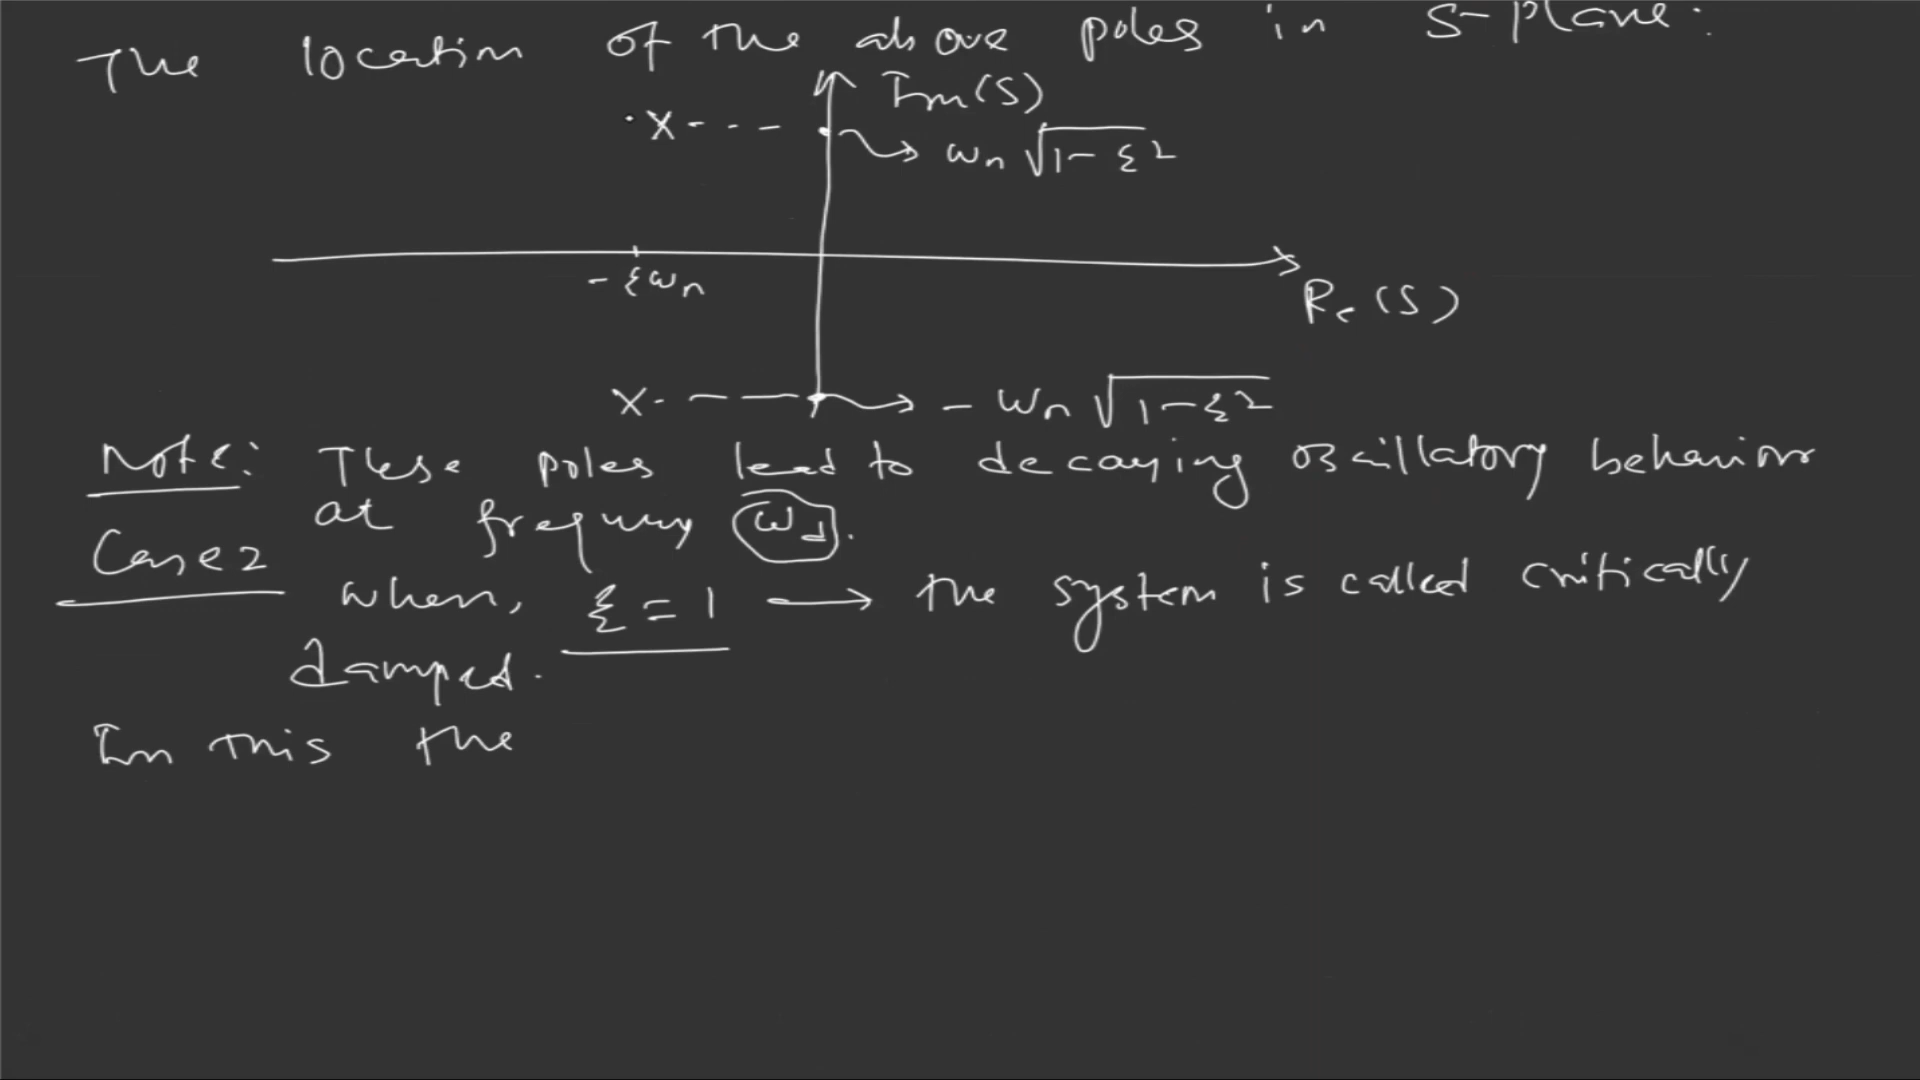 The location of the above poles in S-plane:
Im(S)
X
ωn √1-ξ2
-ξωn
Re(S)
X
-ωn √1-ξ2
Note: These poles lead to decaying oscillatory behavior
at frequency ωd.
Case 2
when, ξ = 1 → the system is called critically
damped.
In this the